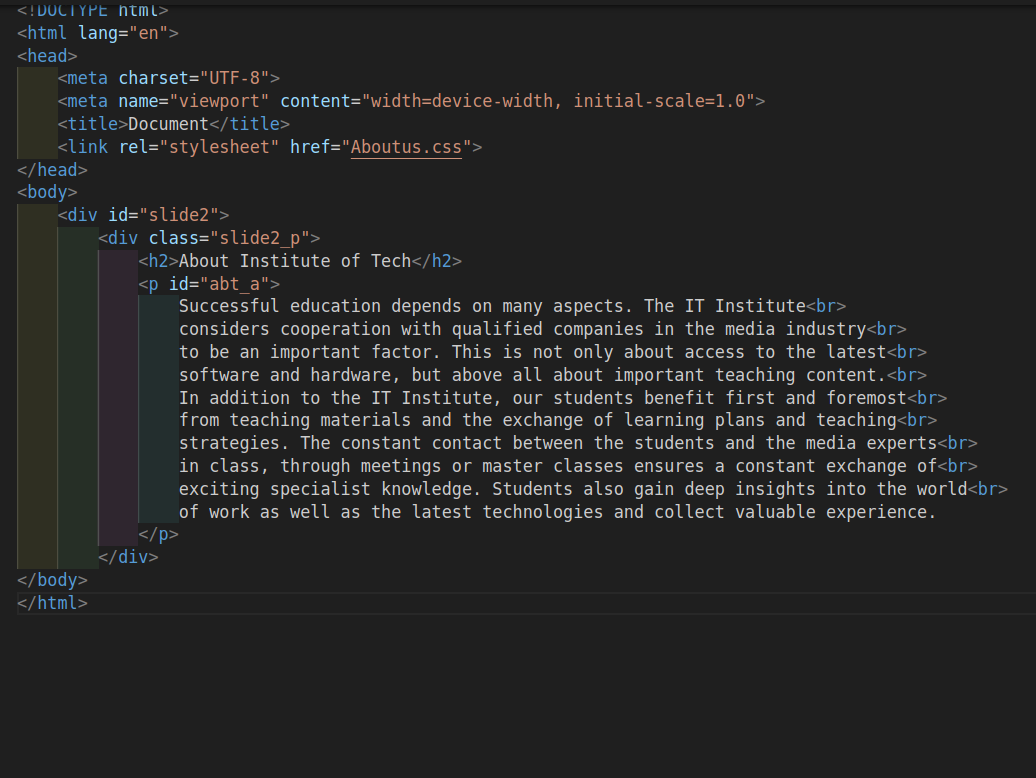 <!DOCTYPE html>
<html lang="en">
<head>
    <meta charset="UTF-8">
    <meta name="viewport" content="width=device-width, initial-scale=1.0">
    <title>Document</title>
    <link rel="stylesheet" href="Aboutus.css">
</head>
<body>
    <div id="slide2">
        <div class="slide2_p">
            <h2>About Institute of Tech</h2>
            <p id="abt_a">
                Successful education depends on many aspects. The IT Institute<br>
                considers cooperation with qualified companies in the media industry<br>
                to be an important factor. This is not only about access to the latest<br>
                software and hardware, but above all about important teaching content.<br>
                In addition to the IT Institute, our students benefit first and foremost<br>
                from teaching materials and the exchange of learning plans and teaching<br>
                strategies. The constant contact between the students and the media experts<br>
                in class, through meetings or master classes ensures a constant exchange of<br>
                exciting specialist knowledge. Students also gain deep insights into the world<br>
                of work as well as the latest technologies and collect valuable experience.
            </p>
        </div>
</body>
</html>